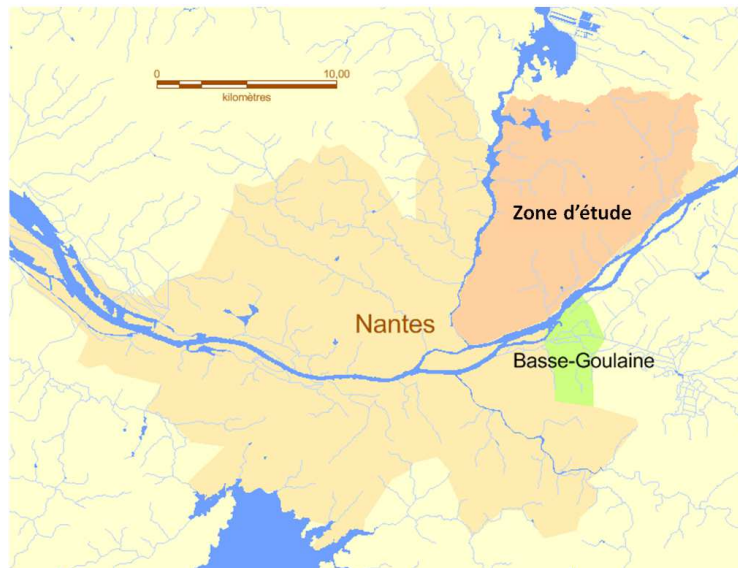 0 10,00
kilomètres
Zone d'étude
Nantes
Basse-Goulaine